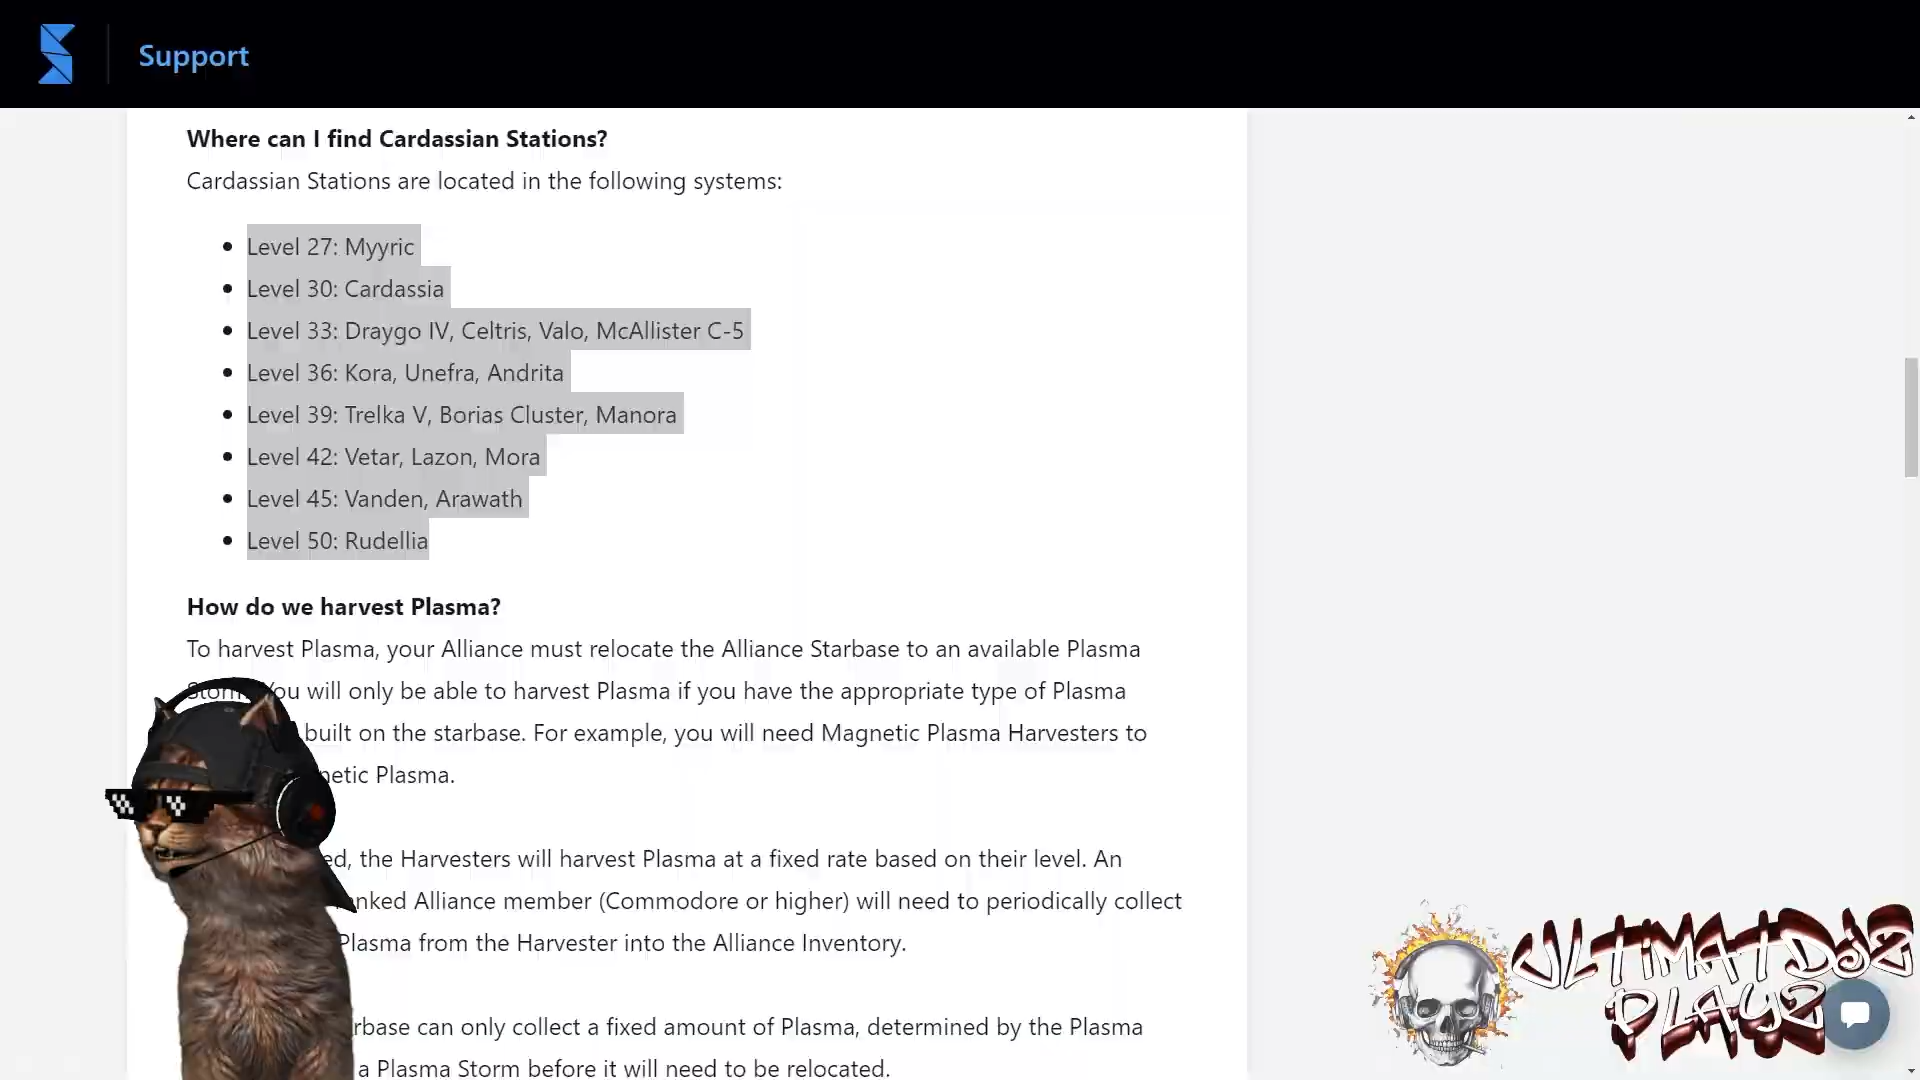 Support
Where can I find Cardassian Stations?
Cardassian Stations are located in the following systems:
Level 27: Myyric
Level 30: Cardassia
Level 33: Draygo IV, Celtris, Valo, McAllister C-5
Level 36: Kora, Unefra, Andrita
Level 39: Trelka V, Borias Cluster, Manora
Level 42: Vetar, Lazon, Mora
Level 45: Vanden, Arawath
Level 50: Rudellia
How do we harvest Plasma?
To harvest Plasma, your Alliance must relocate the Alliance Starbase to an available Plasma
You will only be able to harvest Plasma if you have the appropriate type of Plasma
built on the starbase. For example, you will need Magnetic Plasma Harvesters to
netic Plasma.
ed, the Harvesters will harvest Plasma at a fixed rate based on their level. An
anked Alliance member (Commodore or higher) will need to periodically collect
Plasma from the Harvester into the Alliance Inventory.
rbase can only collect a fixed amount of Plasma, determined by the Plasma
a Plasma Storm before it will need to be relocated.
ULTIMATDJZ
PLAYZ